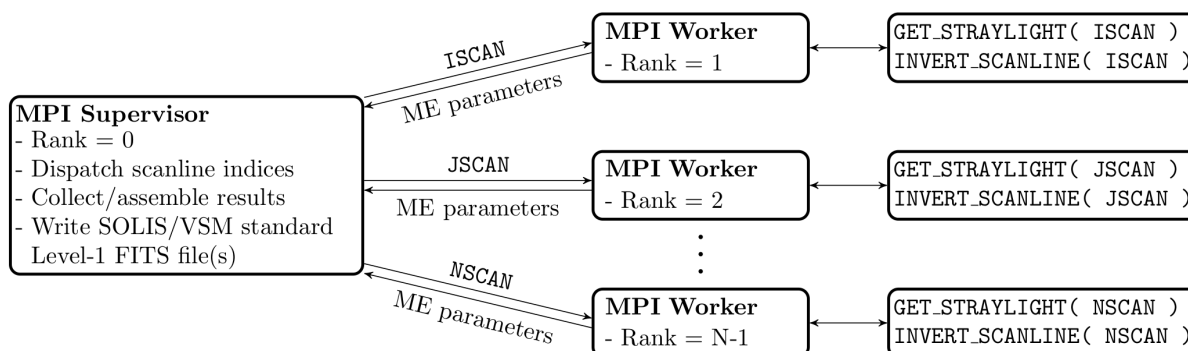 MPI Supervisor
- Rank = 0
- Dispatch scanline indices
- Collect/assemble results
- Write SOLIS/VSM standard
Level-1 FITS file(s)
ISCAN
ME parameters
MPI Worker
- Rank = 1
GET_STRAYLIGHT( ISCAN )
INVERT_SCANLINE( ISCAN )
JSCAN
ME parameters
MPI Worker
- Rank = 2
GET_STRAYLIGHT( JSCAN )
INVERT_SCANLINE( JSCAN )
NSCAN
ME parameters
MPI Worker
- Rank = N-1
GET_STRAYLIGHT( NSCAN )
INVERT_SCANLINE( NSCAN )